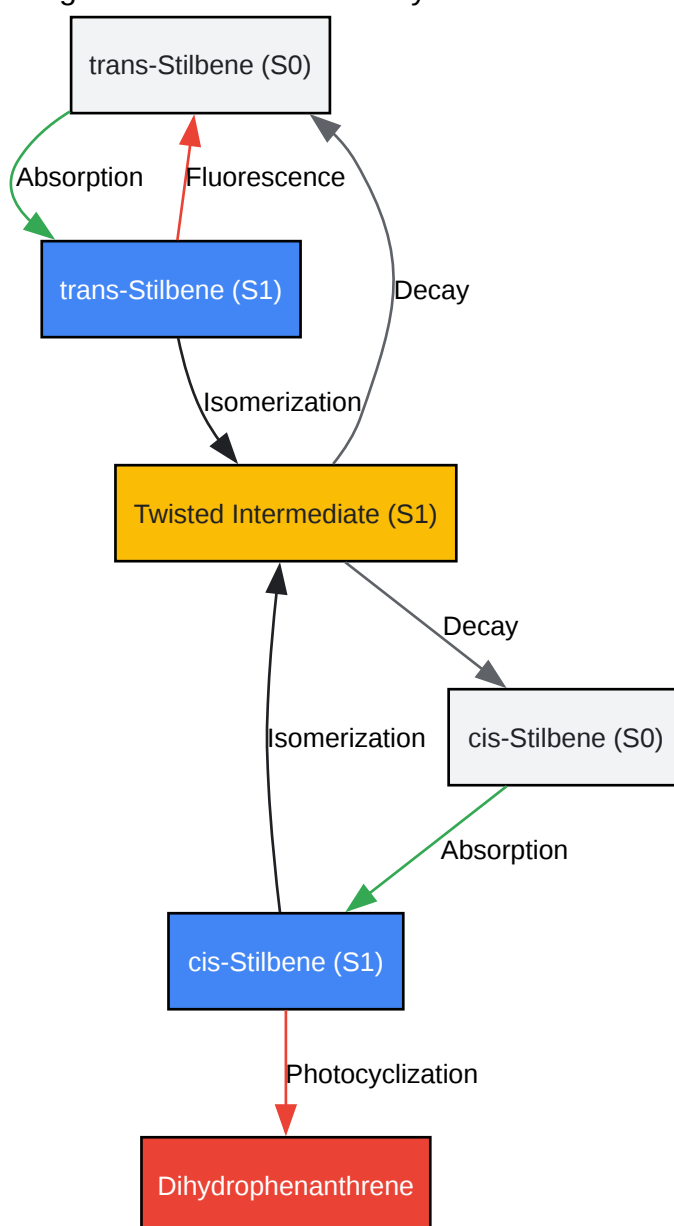 trans-Stilbene (S0)
Absorption
Fluorescence
trans-Stilbene (S1)
Decay
Isomerization
Twisted Intermediate (S1)
Decay
cis-Stilbene (S0)
Isomerization
Absorption
cis-Stilbene (S1)
Photocyclization
Dihydrophenanthrene